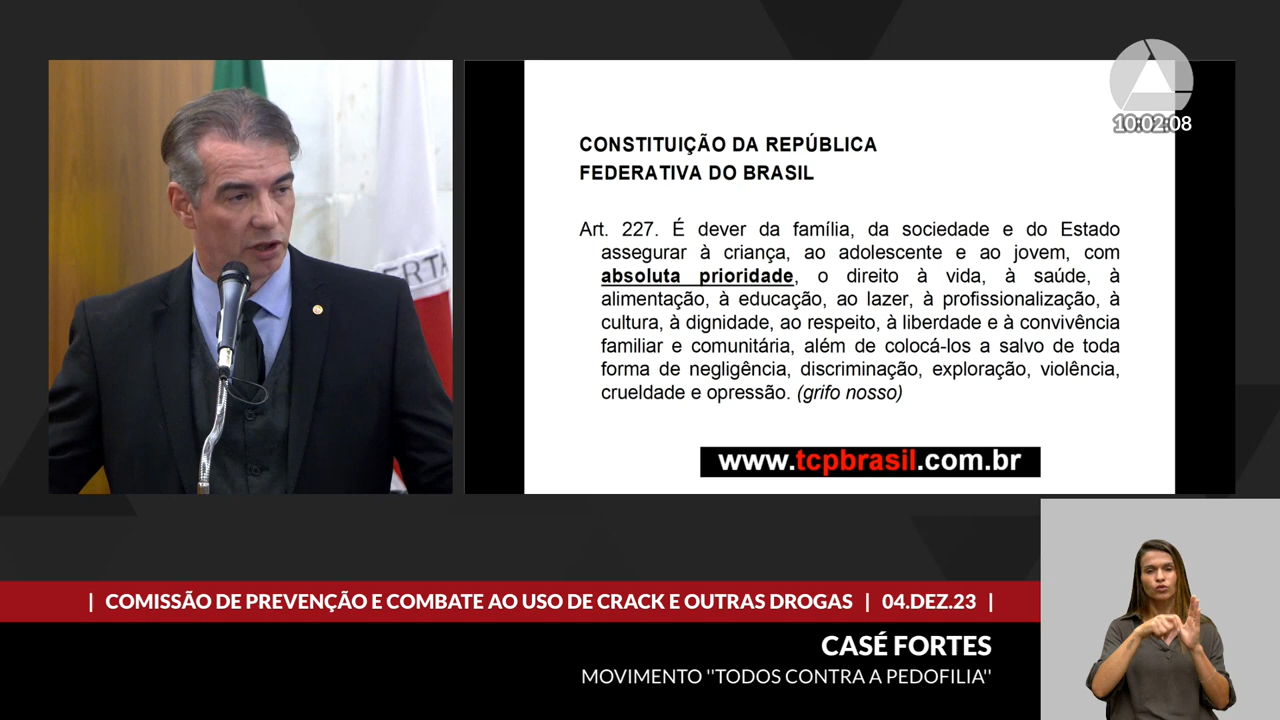 10:02:08
CONSTITUIÇÃO DA REPÚBLICA
FEDERATIVA DO BRASIL
Art. 227. É dever da família, da sociedade e do Estado
assegurar à criança, ao adolescente e ao jovem, com
absoluta prioridade, o direito à vida, à saúde, à
alimentação, à educação, ao lazer, à profissionalização, à
cultura, à dignidade, ao respeito, à liberdade e à convivência
familiar e comunitária, além de colocá-los a salvo de toda
forma de negligência, discriminação, exploração, violência,
crueldade e opressão. (grifo nosso)
www.tcpbrasil.com.br
| COMISSÃO DE PREVENÇÃO E COMBATE AO USO DE CRACK E OUTRAS DROGAS | 04.DEZ.23 |
CASÉ FORTES
MOVIMENTO "TODOS CONTRA A PEDOFILIA"